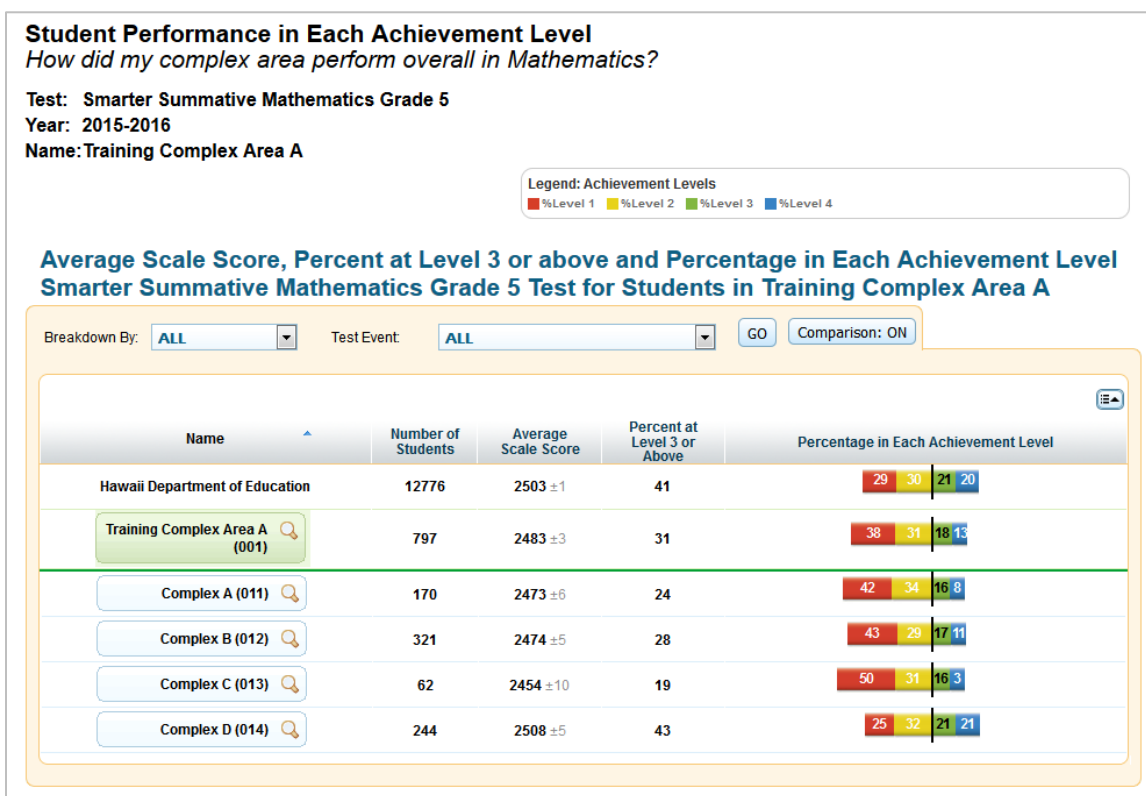 Student Performance in Each Achievement Level
How did my complex area perform overall in Mathematics?
Test: Smarter Summative Mathematics Grade 5
Year: 2015-2016
Name:Training Complex Area A
Legend: Achievement Levels
%Level 1 %Level 2 %Level 3 %Level 4
Average Scale Score, Percent at Level 3 or above and Percentage in Each Achievement Level
Smarter Summative Mathematics Grade 5 Test for Students in Training Complex Area A
Breakdown By: ALL Test Event: ALL GO Comparison: ON
Name Number of Students Average Scale Score Percent at Level 3 or Above Percentage in Each Achievement Level
Hawaii Department of Education 12776 2503 ±1 41 29 30 21 20
Training Complex Area A (001) 797 2483 ±3 31 38 31 18 13
Complex A (011) 170 2473 ±6 24 42 34 16 8
Complex B (012) 321 2474 ±5 28 43 29 17 11
Complex C (013) 62 2454 ±10 19 50 31 16 3
Complex D (014) 244 2508 ±5 43 25 32 21 21